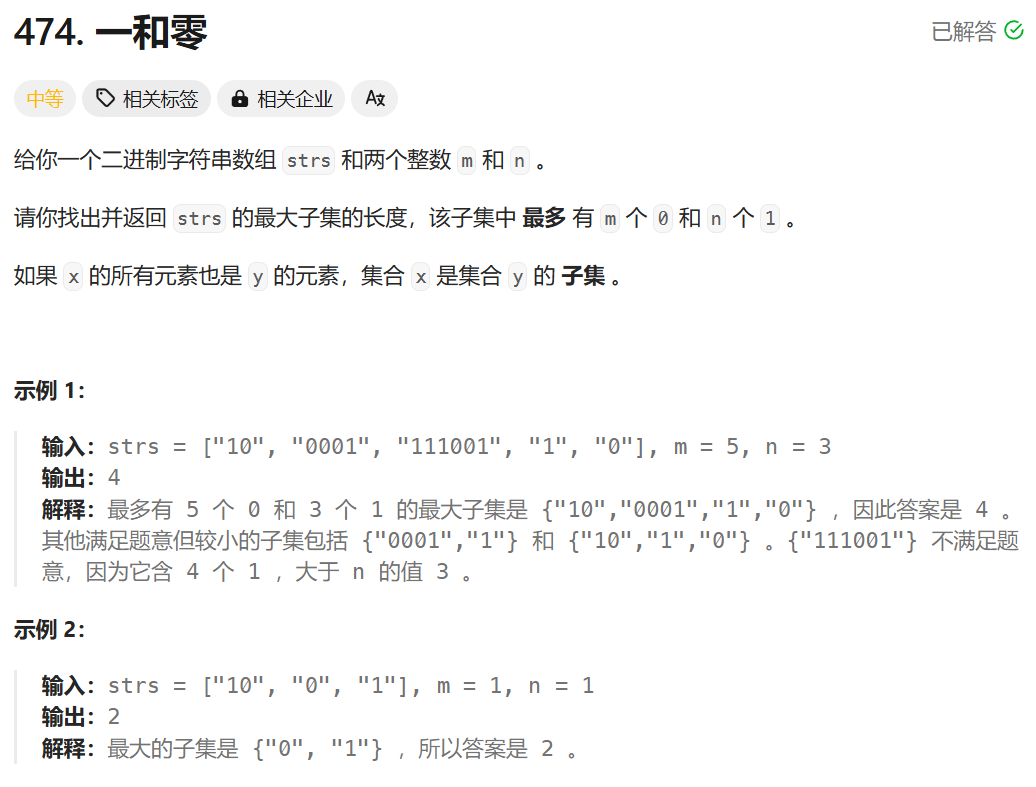 474. 一和零
已解答
中等
相关标签
相关企业
给你一个二进制字符串数组 strs 和两个整数 m 和 n 。
请你找出并返回 strs 的最大子集的长度，该子集中 最多 有 m 个 0 和 n 个 1 。
如果 x 的所有元素也是 y 的元素，集合 x 是集合 y 的 子集 。
示例 1：
输入：strs = ["10", "0001", "111001", "1", "0"], m = 5, n = 3
输出：4
解释：最多有 5 个 0 和 3 个 1 的最大子集是 {"10","0001","1","0"} ，因此答案是 4 。
其他满足题意但较小的子集包括 {"0001","1"} 和 {"10","1","0"} 。{"111001"} 不满足题
意，因为它含 4 个 1 ，大于 n 的值 3 。
示例 2：
输入：strs = ["10", "0", "1"], m = 1, n = 1
输出：2
解释：最大的子集是 {"0", "1"} ，所以答案是 2 。